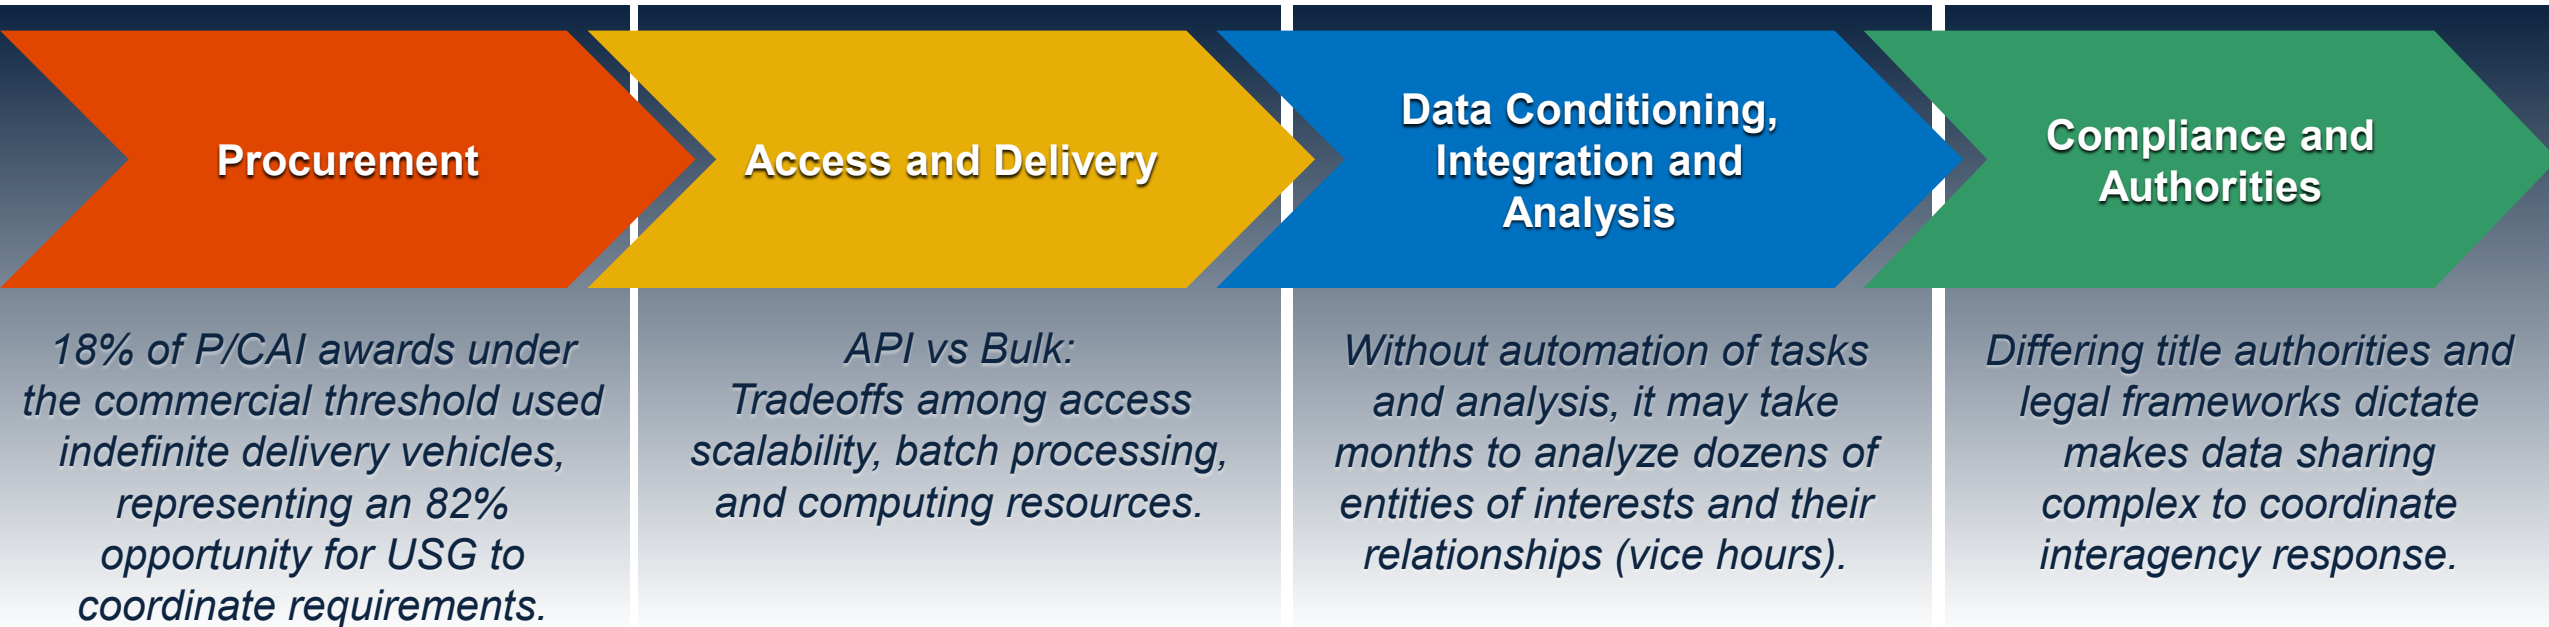 Procurement
18% of P/CAI awards under
the commercial threshold used
indefinite delivery vehicles,
representing an 82%
opportunity for USG to
coordinate requirements.
Access and Delivery
API vs Bulk:
Tradeoffs among access
scalability, batch processing,
and computing resources.
Data Conditioning,
Integration and
Analysis
Without automation of tasks
and analysis, it may take
months to analyze dozens of
entities of interests and their
relationships (vice hours).
Compliance and
Authorities
Differing title authorities and
legal frameworks dictate
makes data sharing
complex to coordinate
interagency response.